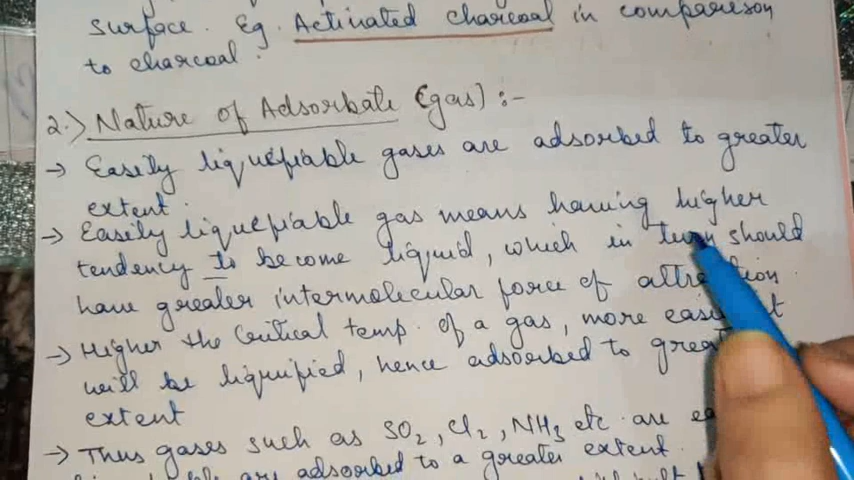 surface. Eg. Activated charcoal in comparison
to charcoal.
2.) Nature of Adsorbate (gas) :-
→ Easily liquefiable gases are adsorbed to greater
extent.
→ Easily liquefiable gas means having higher
tendency to become liquid, which in turn should
have greater intermolecular force of attraction
→ Higher the Critical temp. of a gas, more
will be liquified, hence adsorbed to
extent
→ Thus gases such as SO2, Cl2, NH3 etc. are
are adsorbed to a greater extent.